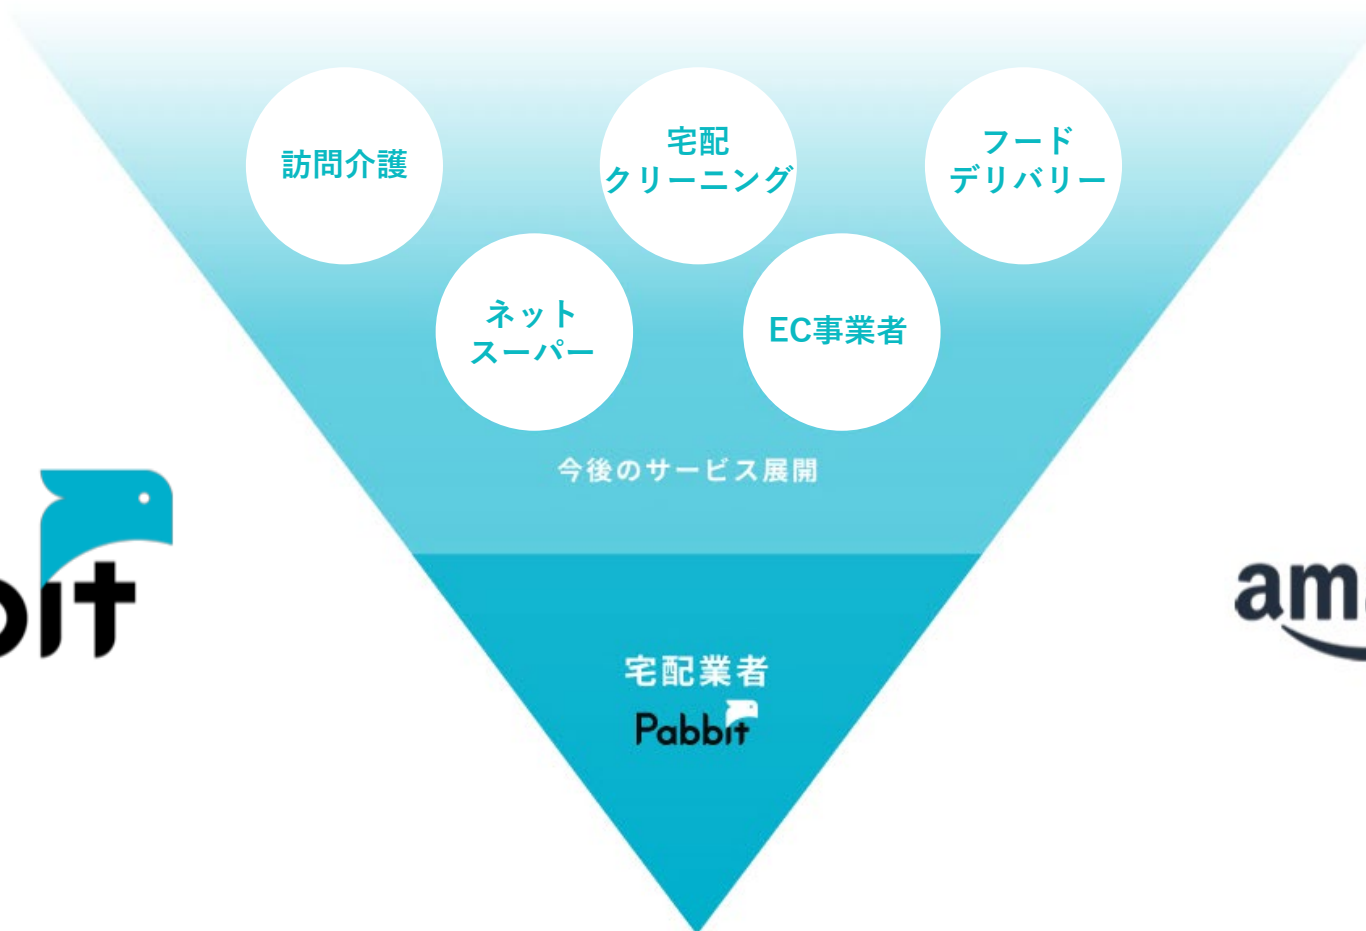 訪問介護
宅配
クリーニング
フード
デリバリー
ネット
スーパー
EC事業者
今後のサービス展開
宅配業者
Pabbit
bit
am